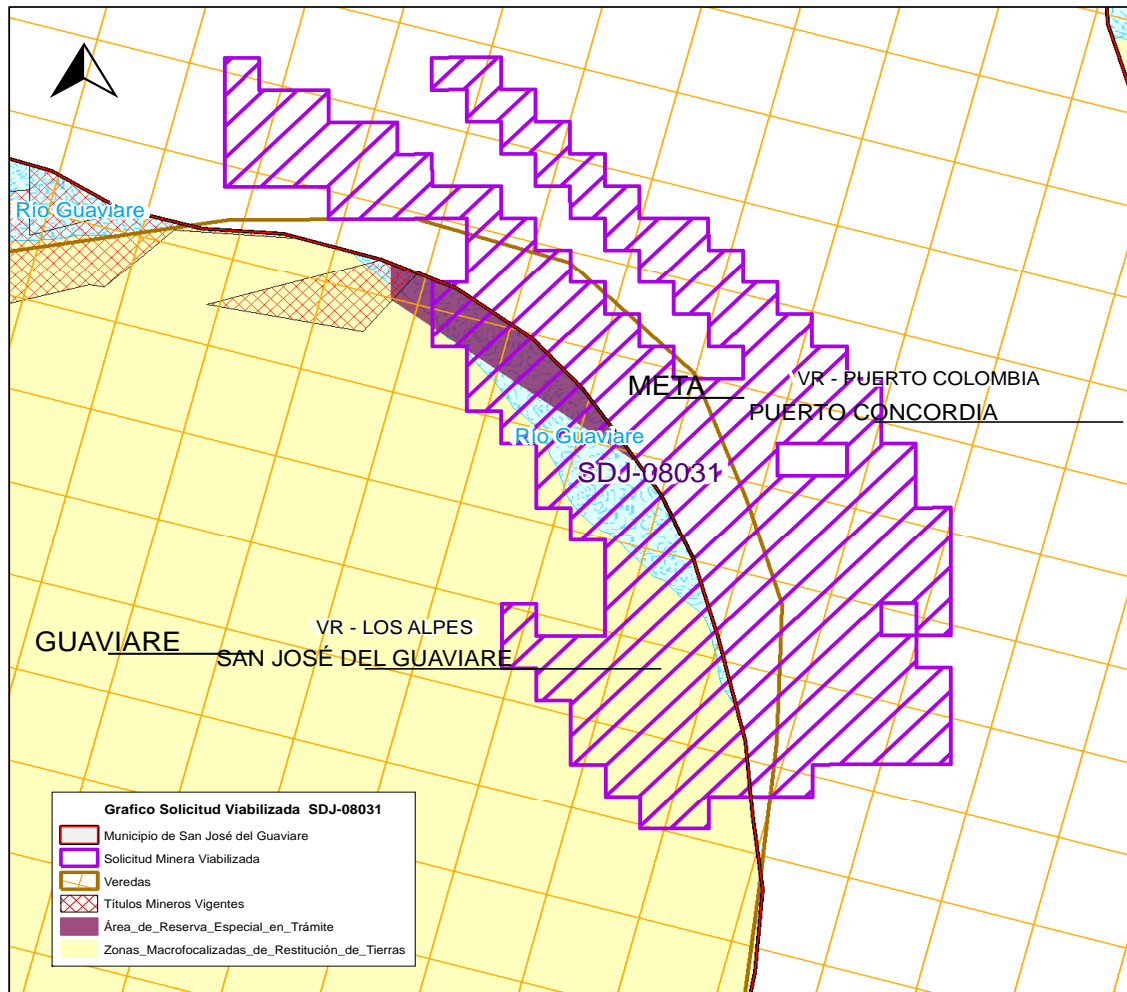 Río Guaviare
META
VR - PUERTO COLOMBIA
PUERTO CONCORDIA
Río Guaviare
SDJ-08031
VR - LOS ALPES
GUAVIARE
SAN JOSÉ DEL GUAVIARE
Grafico Solicitud Viabilizada SDJ-08031
Municipio de San José del Guaviare
Solicitud Minera Viabilizada
Veredas
Títulos Mineros Vigentes
Área_de_Reserva_Especial_en_Trámite
Zonas_Macrofocalizadas_de_Restitución_de_Tierras